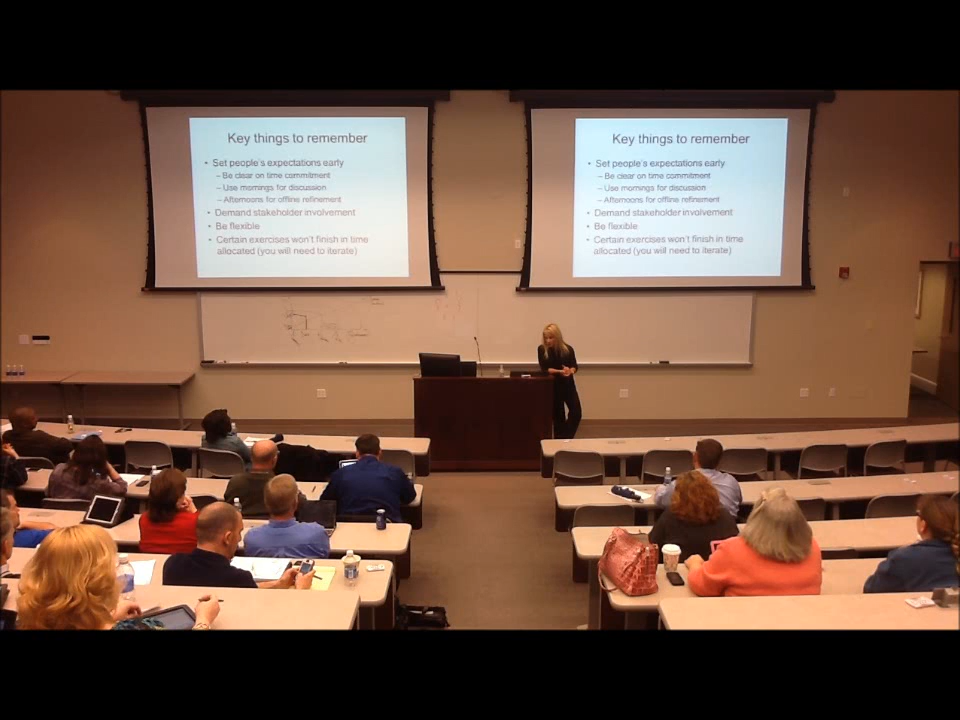 Key things to remember
• Set people's expectations early
– Be clear on time commitment
– Use mornings for discussion
– Afternoons for offline refinement
• Demand stakeholder involvement
• Be flexible
• Certain exercises won't finish in time
allocated (you will need to iterate)
Key things to remember
• Set people's expectations early
– Be clear on time commitment
– Use mornings for discussion
– Afternoons for offline refinement
• Demand stakeholder involvement
• Be flexible
• Certain exercises won't finish in time
allocated (you will need to iterate)